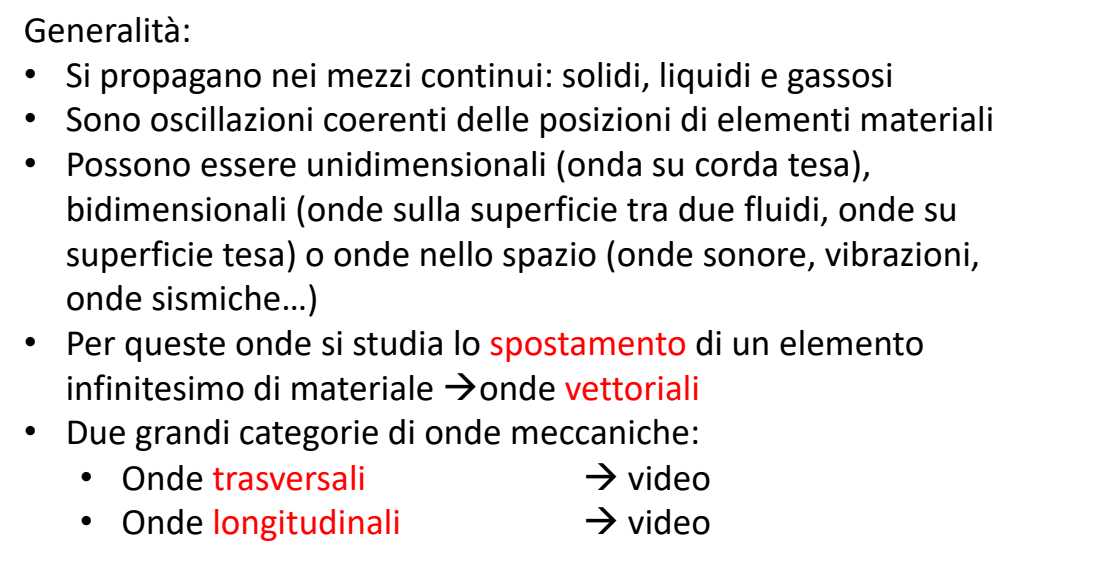 Generalità:
• Si propagano nei mezzi continui: solidi, liquidi e gassosi
• Sono oscillazioni coerenti delle posizioni di elementi materiali
• Possono essere unidimensionali (onda su corda tesa),
bidimensionali (onde sulla superficie tra due fluidi, onde su
superficie tesa) o onde nello spazio (onde sonore, vibrazioni,
onde sismiche…)
• Per queste onde si studia lo spostamento di un elemento
infinitesimo di materiale →onde vettoriali
• Due grandi categorie di onde meccaniche:
• Onde trasversali → video
• Onde longitudinali → video